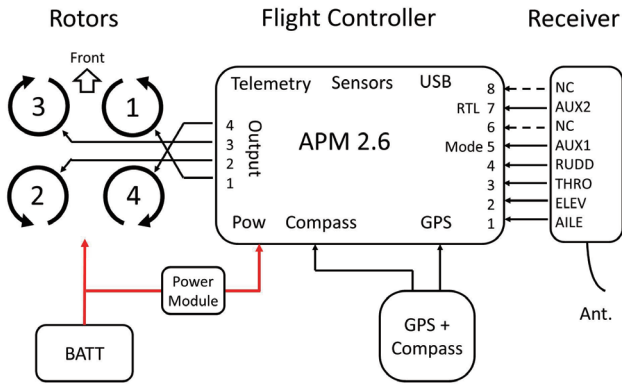 Rotors
Flight Controller
Receiver
Front
3
1
2
4
Telemetry Sensors USB
APM 2.6
Output
4
3
2
1
Pow Compass GPS
8
RTL 7
6
Mode 5
4
3
2
1
NC
AUX2
NC
AUX1
RUDD
THRO
ELEV
AILE
Ant.
Power
Module
BATT
GPS +
Compass